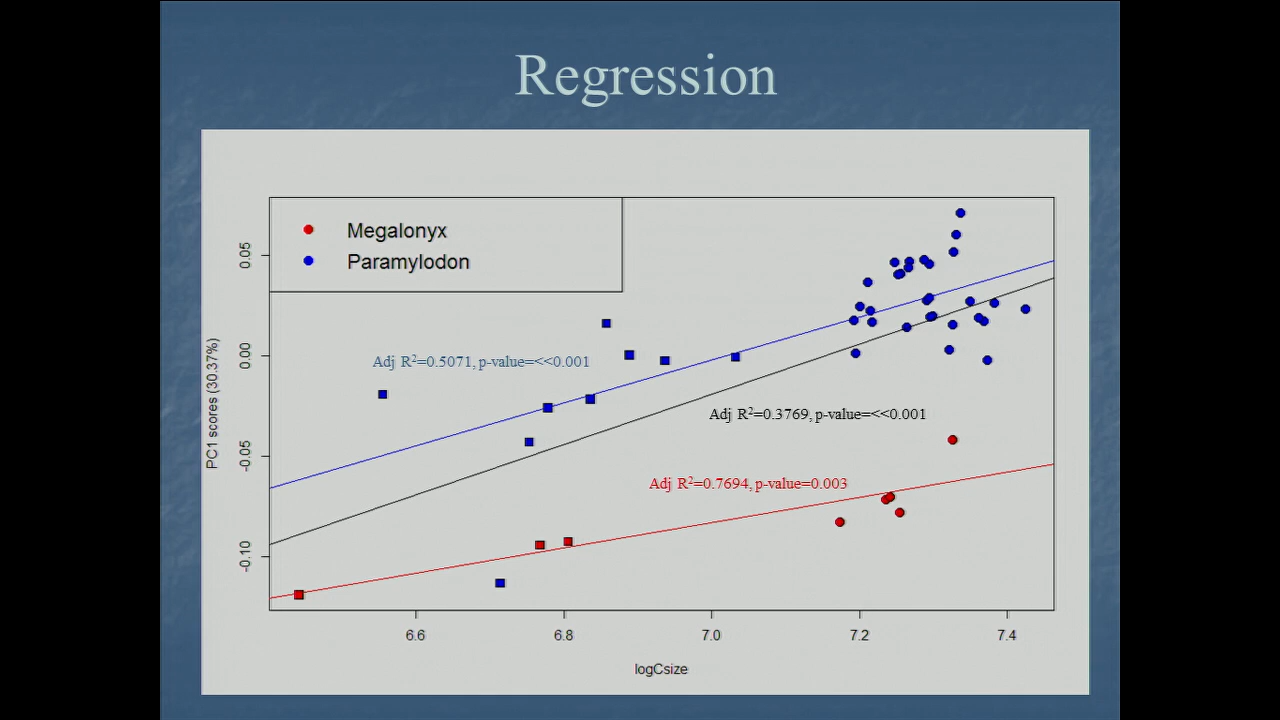 Regression
Megalonyx
Paramylodon
0.05
0.00
-0.05
-0.10
PC1 scores (30.37%)
Adj R²=0.5071, p-value=<<0.001
Adj R²=0.3769, p-value=<<0.001
Adj R²=0.7694, p-value=0.003
6.6 6.8 7.0 7.2 7.4
logCsize